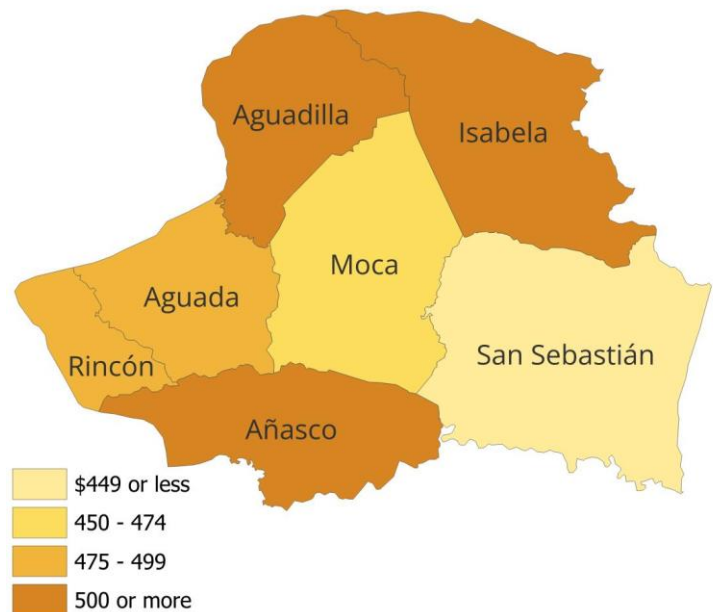 Aguadilla
Isabela
Moca
Aguada
San Sebastián
Rincón
Añasco
$449 or less
450 - 474
475 - 499
500 or more